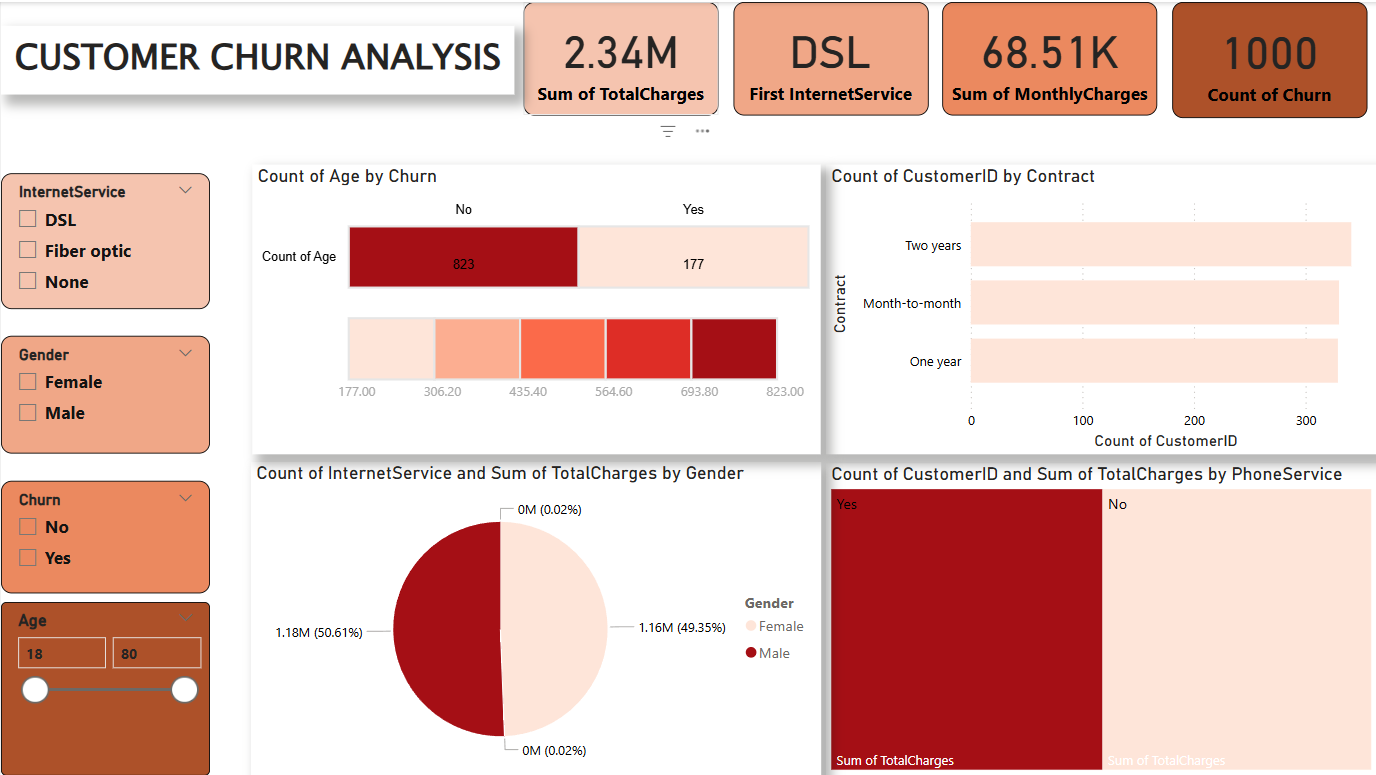 CUSTOMER CHURN ANALYSIS
2.34M
Sum of TotalCharges
DSL
First InternetService
68.51K
Sum of MonthlyCharges
1000
Count of Churn
InternetService
DSL
Fiber optic
None
Gender
Female
Male
Churn
No
Yes
Age
18 80
Count of Age by Churn
No Yes
Count of Age 823 177
177.00 306.20 435.40 564.60 693.80 823.00
Count of CustomerID by Contract
Contract
Two years
Month-to-month
One year
0 100 200 300
Count of CustomerID
Count of InternetService and Sum of TotalCharges by Gender
0M (0.02%)
1.18M (50.61%)
1.16M (49.35%)
0M (0.02%)
Gender
Female
Male
Count of CustomerID and Sum of TotalCharges by PhoneService
Yes No
Sum of TotalCharges Sum of TotalCharges